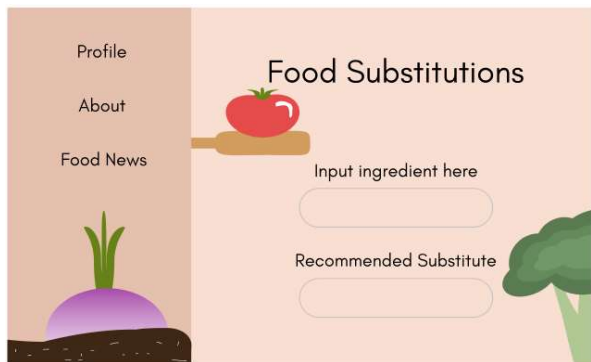 Profile
About
Food News
Food Substitutions
Input ingredient here
Recommended Substitute